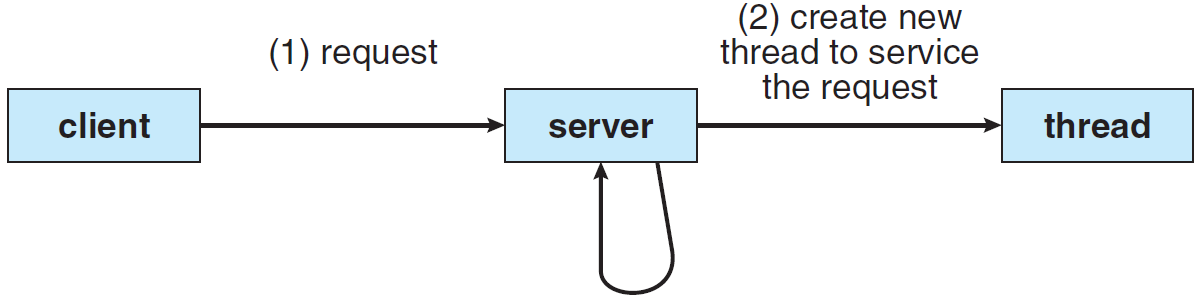 (1) request
(2) create new
thread to service
the request
client
server
thread